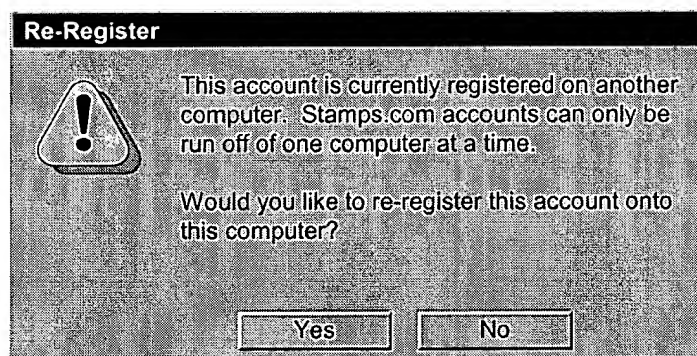 Re-Register
This account is currently registered on another
computer. Stamps.com accounts can only be
run off of one computer at a time.
Would you like to re-register this account onto
this computer?
Yes
No